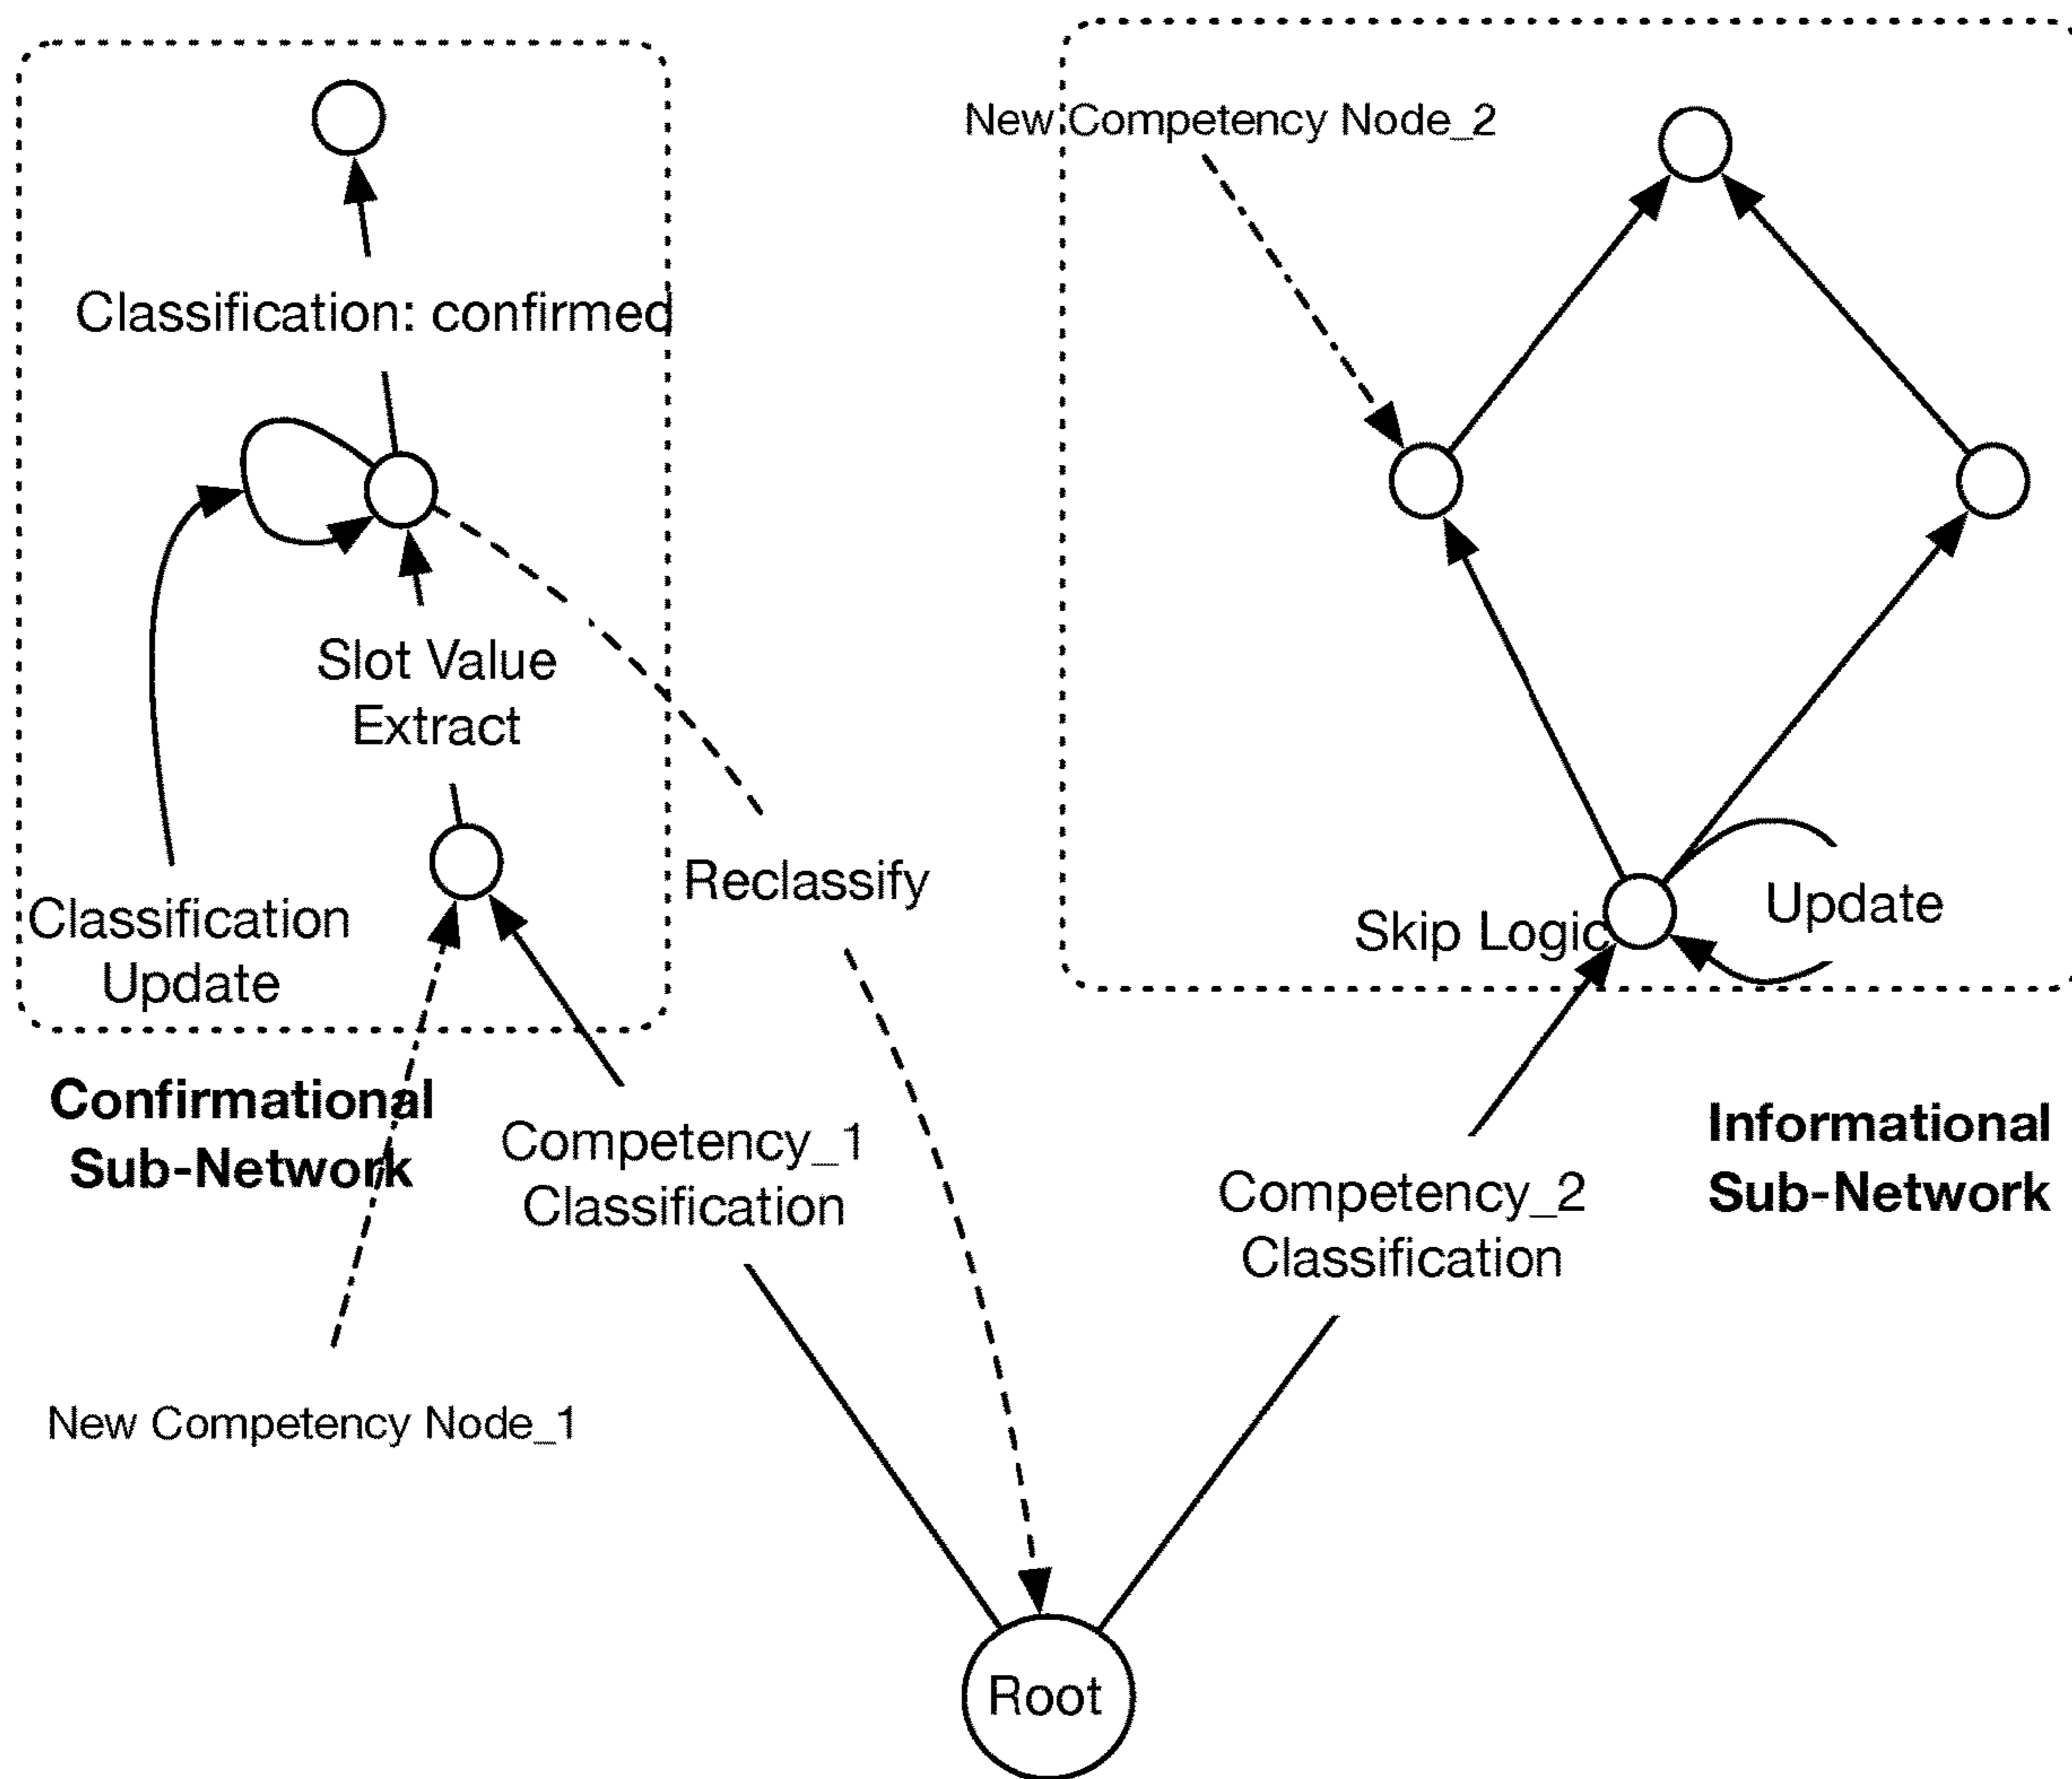 New Competency Node_2
Classification: confirmed
Slot Value
Extract
Reclassify
Update
Skip Logic
Classification
Update
Confirmational
Sub-Network
Competency_1
Classification
Informational
Sub-Network
Competency_2
Classification
New Competency Node_1
Root